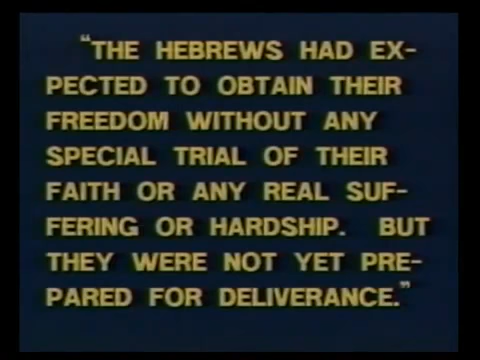 “THE HEBREWS HAD EX-
PECTED TO OBTAIN THEIR
FREEDOM WITHOUT ANY
SPECIAL TRIAL OF THEIR
FAITH OR ANY REAL SUF-
FERING OR HARDSHIP. BUT
THEY WERE NOT YET PRE-
PARED FOR DELIVERANCE.”